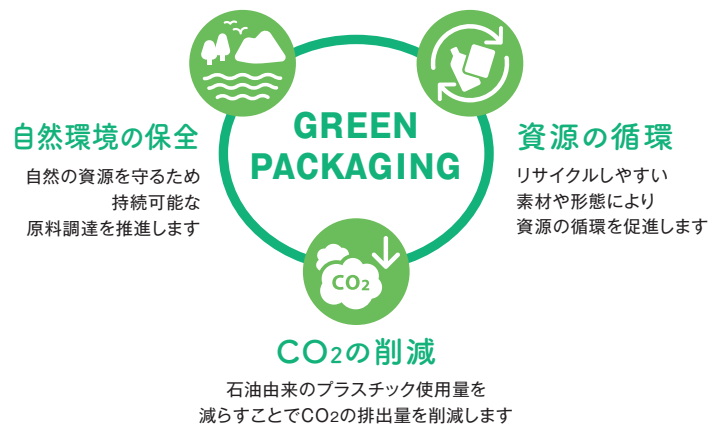 GREEN
PACKAGING
自然環境の保全
自然の資源を守るため
持続可能な
原料調達を推進します
資源の循環
リサイクルしやすい
素材や形態により
資源の循環を促進します
CO2
CO2の削減
石油由来のプラスチック使用量を
減らすことでCO2の排出量を削減します